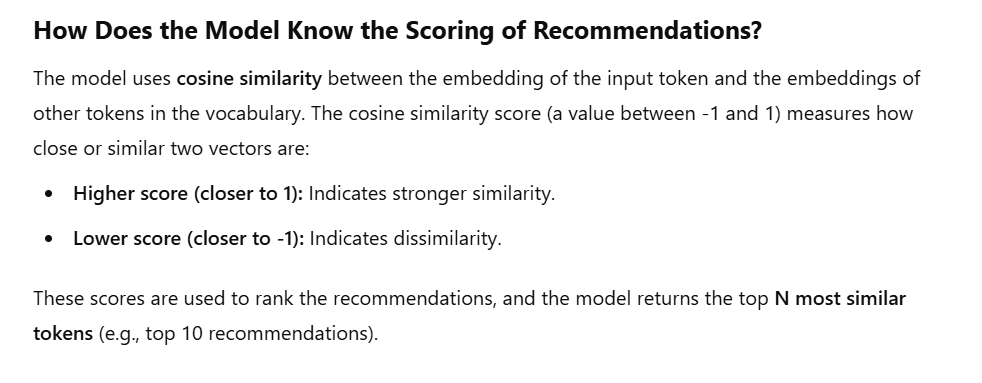 How Does the Model Know the Scoring of Recommendations?
The model uses cosine similarity between the embedding of the input token and the embeddings of
other tokens in the vocabulary. The cosine similarity score (a value between -1 and 1) measures how
close or similar two vectors are:
• Higher score (closer to 1): Indicates stronger similarity.
• Lower score (closer to -1): Indicates dissimilarity.
These scores are used to rank the recommendations, and the model returns the top N most similar
tokens (e.g., top 10 recommendations).